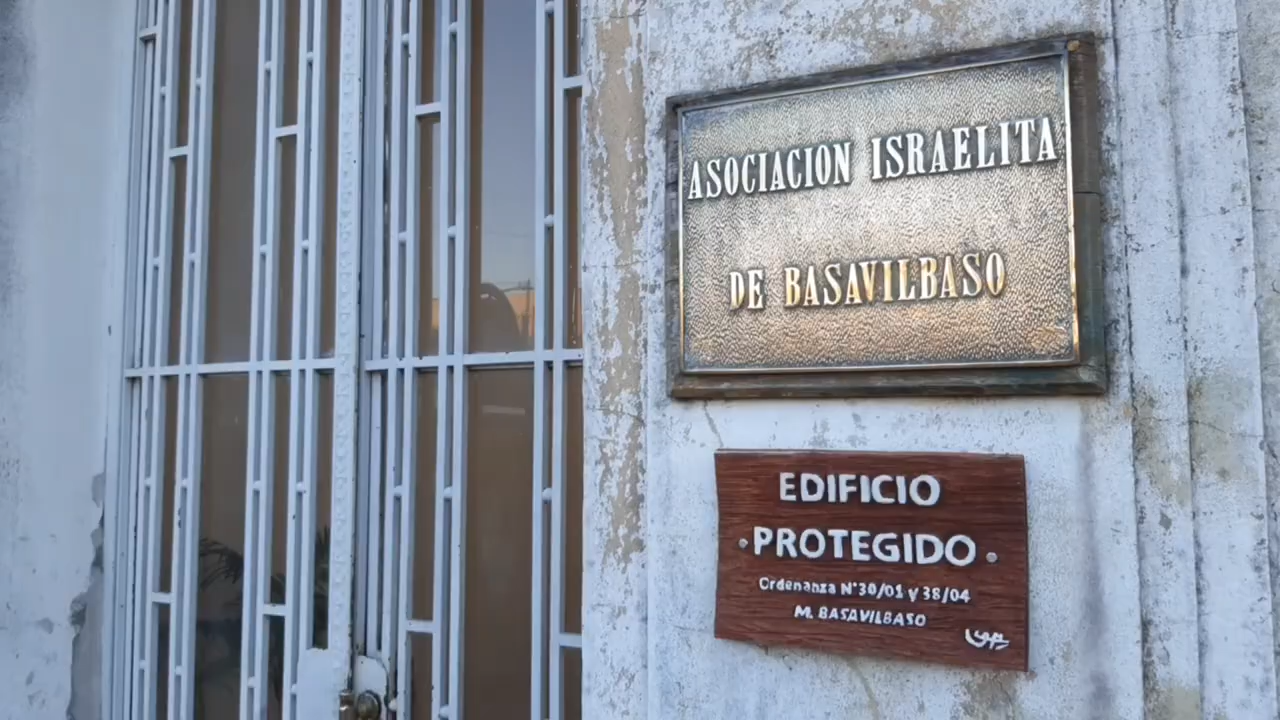 ASOCIACION ISRAELITA
DE BASAVILBASO
EDIFICIO
PROTEGIDO
Ordenanza N°30/01 y 38/04
M. BASAVILBASO